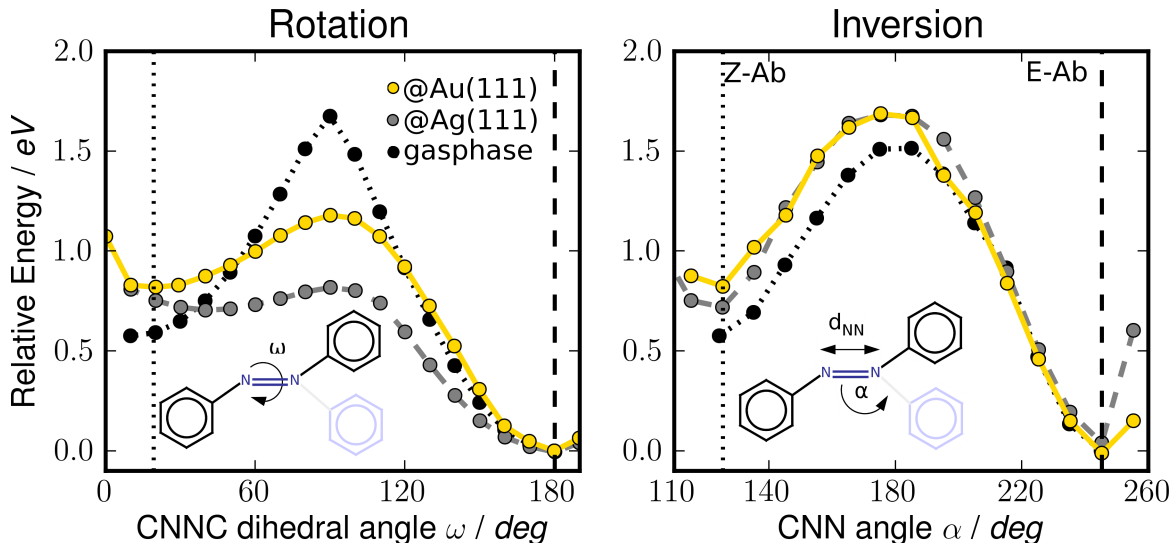 Rotation
Inversion
Relative Energy / eV
2.0
1.5
1.0
0.5
0.0
@Au(111)
@Ag(111)
gasphase
ω
N
N
0
60
120
180
CNNC dihedral angle ω / deg
2.0
1.5
1.0
0.5
0.0
Z-Ab
E-Ab
dNN
N
N
α
110
140
180
220
260
CNN angle α / deg